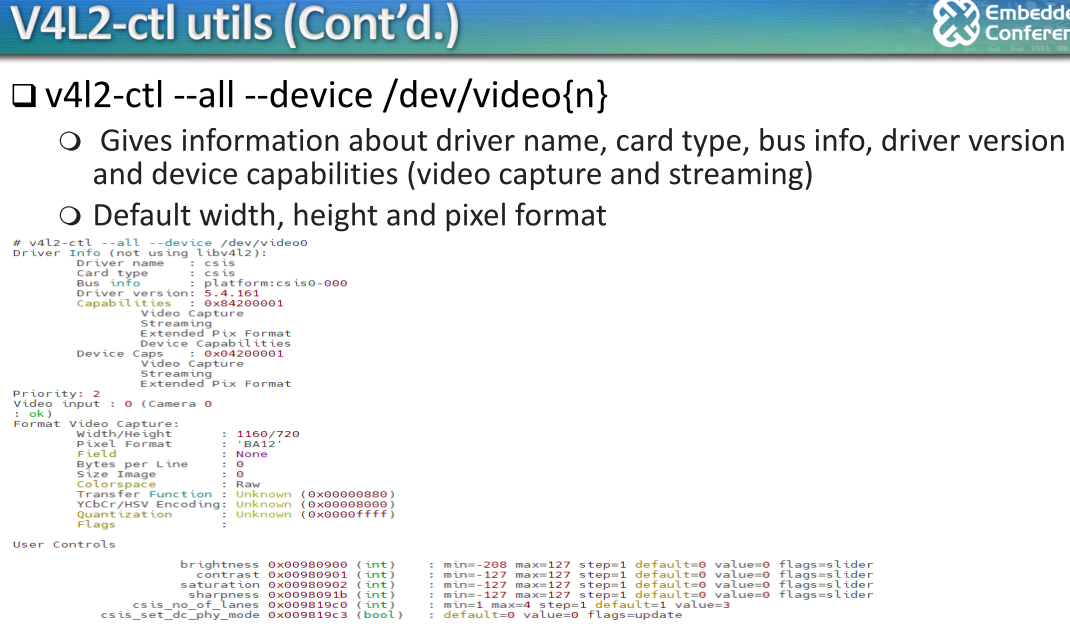 V4L2-ctl utils (Cont'd.)
Embedde
Conferen
v4l2-ctl --all --device /dev/video{n}
Gives information about driver name, card type, bus info, driver version
and device capabilities (video capture and streaming)
Default width, height and pixel format
# v4l2-ctl --all --device /dev/video0
Driver Info (not using libv4l2):
Driver name : csis
Card type : csis
Bus info : platform:csis0-000
Driver version: 5.4.161
Capabilities : 0x84200001
Video Capture
Streaming
Extended Pix Format
Device Capabilities
Device Caps : 0x04200001
Video Capture
Streaming
Extended Pix Format
Priority: 2
Video input : 0 (Camera 0
: ok)
Format Video Capture:
Width/Height : 1160/720
Pixel Format : 'BA12'
Field : None
Bytes per Line : 0
Size Image : 0
Colorspace : Raw
Transfer Function : Unknown (0x00000880)
YCbCr/HSV Encoding: Unknown (0x00008000)
Quantization : Unknown (0x0000ffff)
Flags :
User Controls
brightness 0x00980900 (int) : min=-208 max=127 step=1 default=0 value=0 flags=slider
contrast 0x00980901 (int) : min=-127 max=127 step=1 default=0 value=0 flags=slider
saturation 0x00980902 (int) : min=-127 max=127 step=1 default=0 value=0 flags=slider
sharpness 0x0098091b (int) : min=-127 max=127 step=1 default=0 value=0 flags=slider
csis_no_of_lanes 0x009819c0 (int) : min=1 max=4 step=1 default=1 value=3
csis_set_dc_phy_mode 0x009819c3 (bool) : default=0 value=0 flags=update